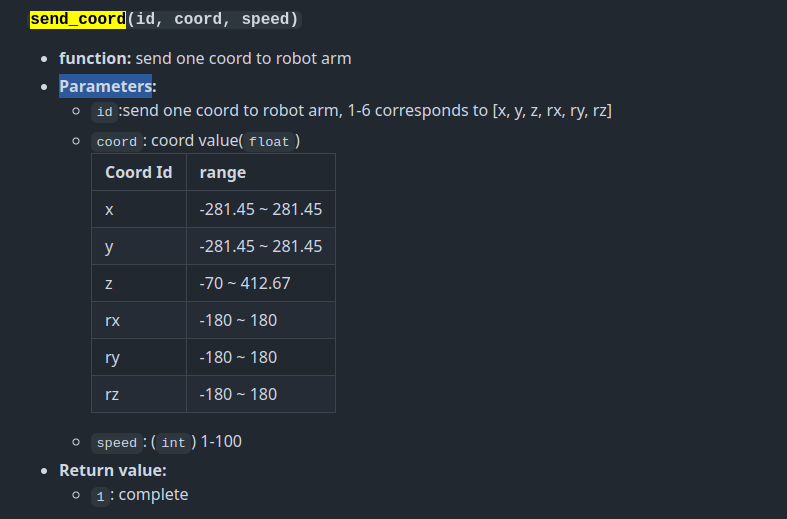 send_coord(id, coord, speed)
function: send one coord to robot arm
Parameters:
id :send one coord to robot arm, 1-6 corresponds to [x, y, z, rx, ry, rz]
coord : coord value( float )
Coord Id range
x -281.45 ~ 281.45
y -281.45 ~ 281.45
z -70 ~ 412.67
rx -180 ~ 180
ry -180 ~ 180
rz -180 ~ 180
speed : ( int ) 1-100
Return value:
1 : complete